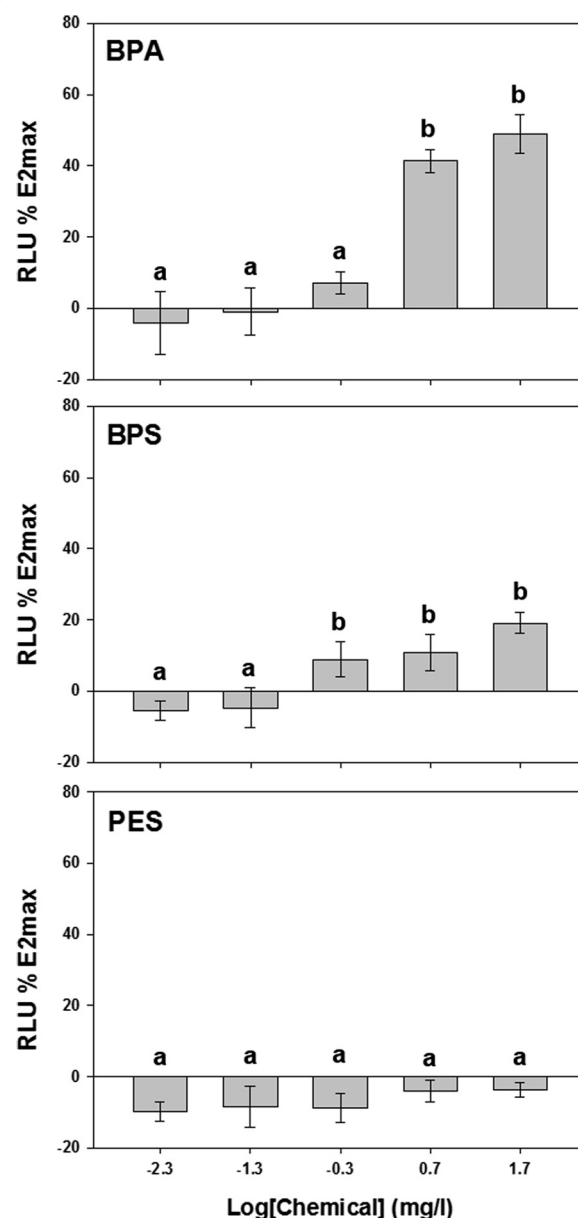 80
BPA
60
b
b
40
RLU % E2max
20
a
a
a
0
-20
80
BPS
60
40
RLU % E2max
20
b
b
b
a
a
0
-20
80
PES
60
40
RLU % E2max
20
a
a
a
a
a
0
-20
-2.3 -1.3 -0.3 0.7 1.7
Log[Chemical] (mg/l)